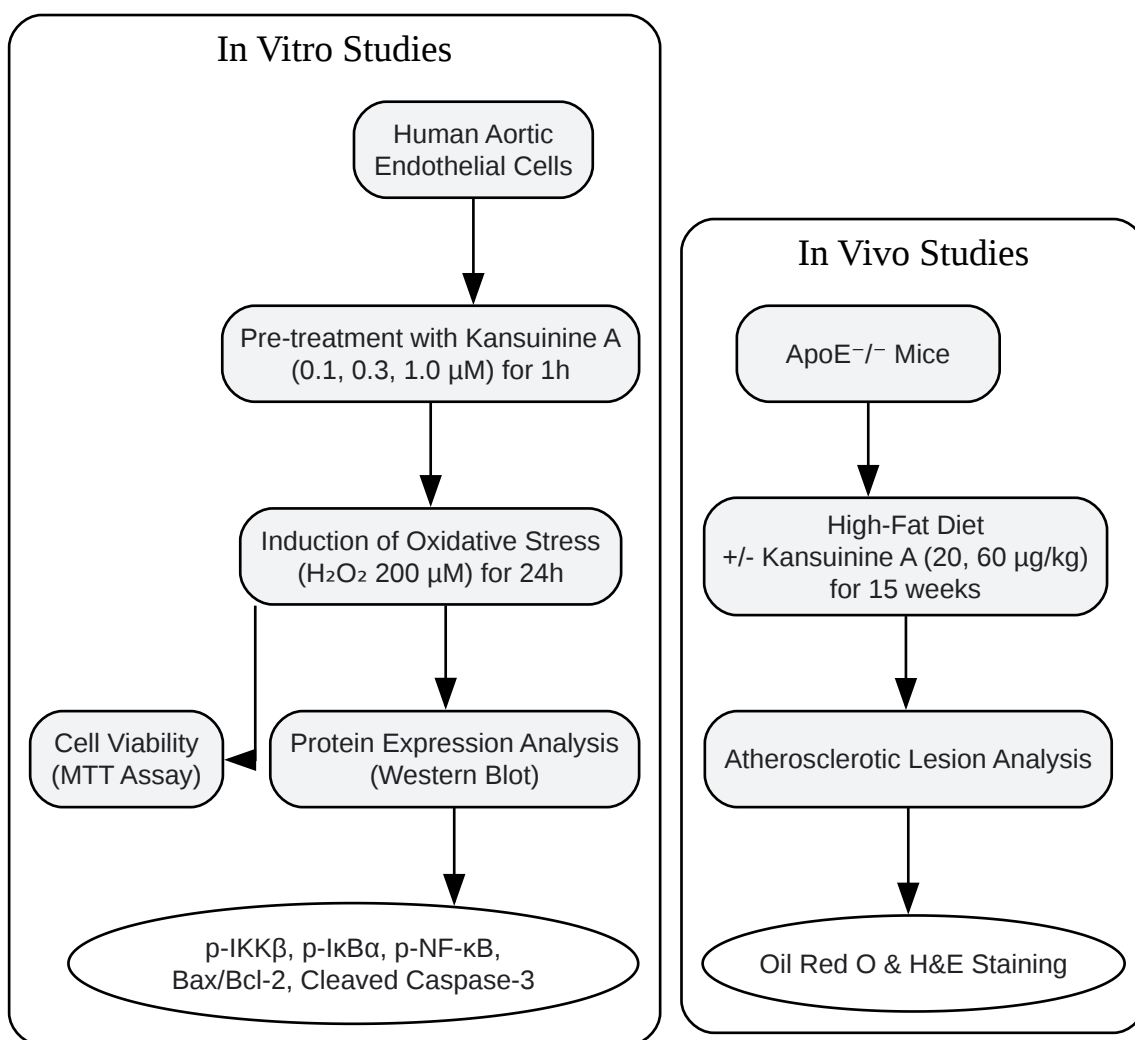 In Vitro Studies
Human Aortic
Endothelial Cells
Pre-treatment with Kansuinine A
(0.1, 0.3, 1.0 µM) for 1h
Induction of Oxidative Stress
(H₂O₂ 200 µM) for 24h
Cell Viability
(MTT Assay)
Protein Expression Analysis
(Western Blot)
p-IKKβ, p-IκBα, p-NF-κB,
Bax/Bcl-2, Cleaved Caspase-3
In Vivo Studies
ApoE⁻/⁻ Mice
High-Fat Diet
+/- Kansuinine A (20, 60 µg/kg)
for 15 weeks
Atherosclerotic Lesion Analysis
Oil Red O & H&E Staining